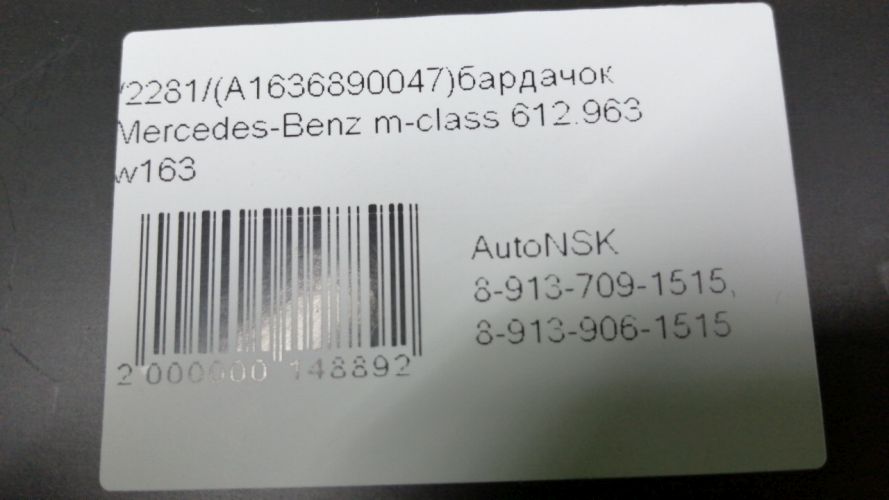 /2281/(A1636890047)бардачок
Mercedes-Benz m-class 612.963
w163
AutoNSK
8-913-709-1515,
8-913-906-1515
2 000000 148892